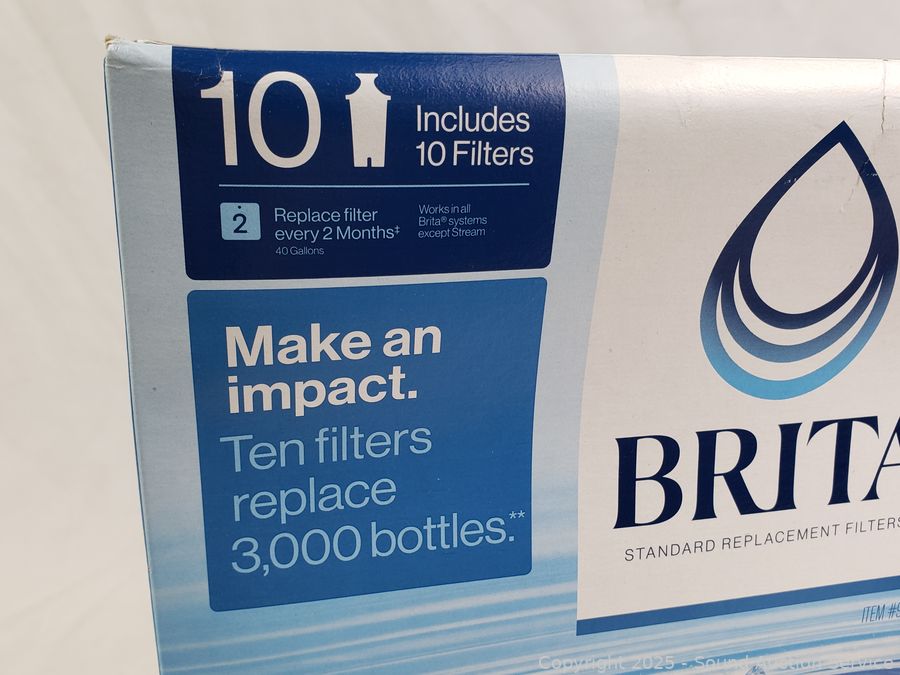 10
Includes
10 Filters
2
Replace filter
every 2 Months‡
40 Gallons
Works in all
Brita® systems
except Stream
Make an
impact.
Ten filters
replace
3,000 bottles.**
BRITA
STANDARD REPLACEMENT FILTERS
ITEM #
Copyright 2025 - Sound Auction Service